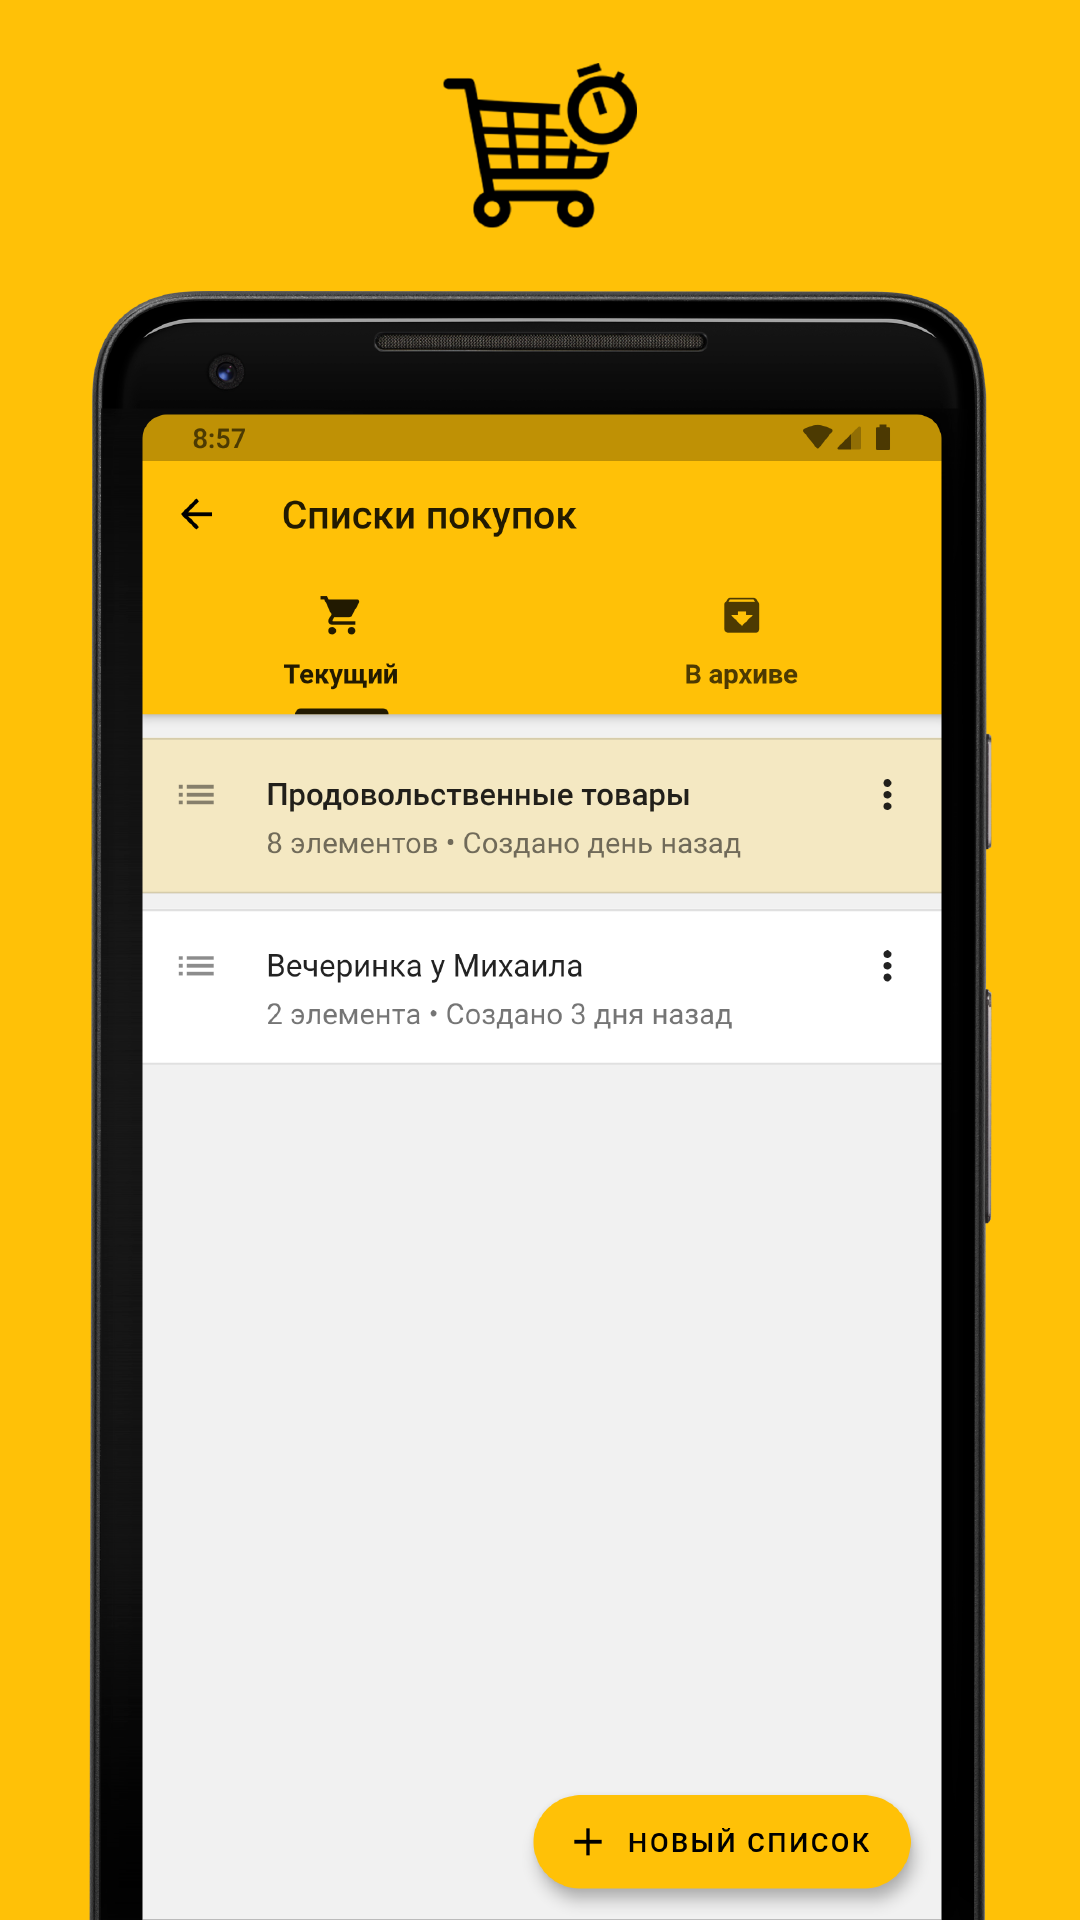 8:57
Списки покупок
Текущий
В архиве
Продовольственные товары
8 элементов • Создано день назад
Вечеринка у Михаила
2 элемента • Создано 3 дня назад
НОВЫЙ СПИСОК